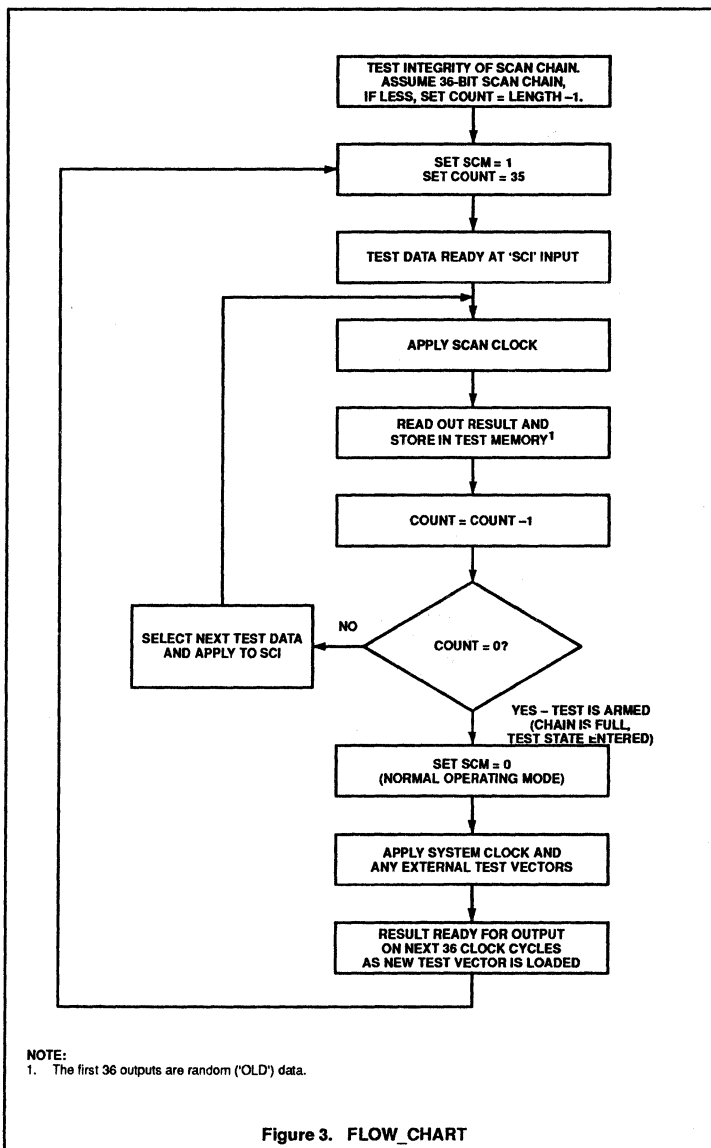 TEST INTEGRITY OF SCAN CHAIN.
ASSUME 36-BIT SCAN CHAIN,
IF LESS, SET COUNT = LENGTH –1.
SET SCM = 1
SET COUNT = 35
TEST DATA READY AT 'SCI' INPUT
APPLY SCAN CLOCK
READ OUT RESULT AND
STORE IN TEST MEMORY1
COUNT = COUNT –1
SELECT NEXT TEST DATA
AND APPLY TO SCI
NO
COUNT = 0?
YES – TEST IS ARMED
(CHAIN IS FULL,
TEST STATE ENTERED)
SET SCM = 0
(NORMAL OPERATING MODE)
APPLY SYSTEM CLOCK AND
ANY EXTERNAL TEST VECTORS
RESULT READY FOR OUTPUT
ON NEXT 36 CLOCK CYCLES
AS NEW TEST VECTOR IS LOADED
NOTE:
1. The first 36 outputs are random ('OLD') data.
Figure 3. FLOW_CHART